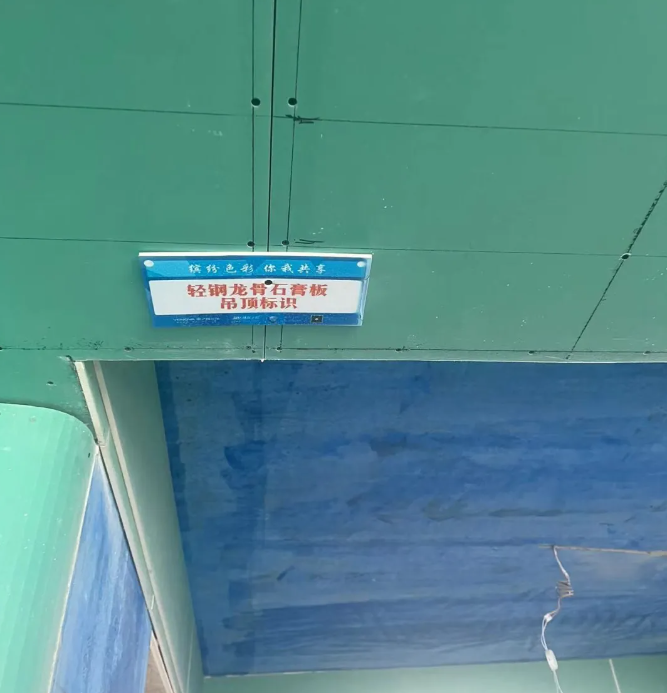 缤纷色彩 你我共享
轻钢龙骨石膏板
吊顶标识